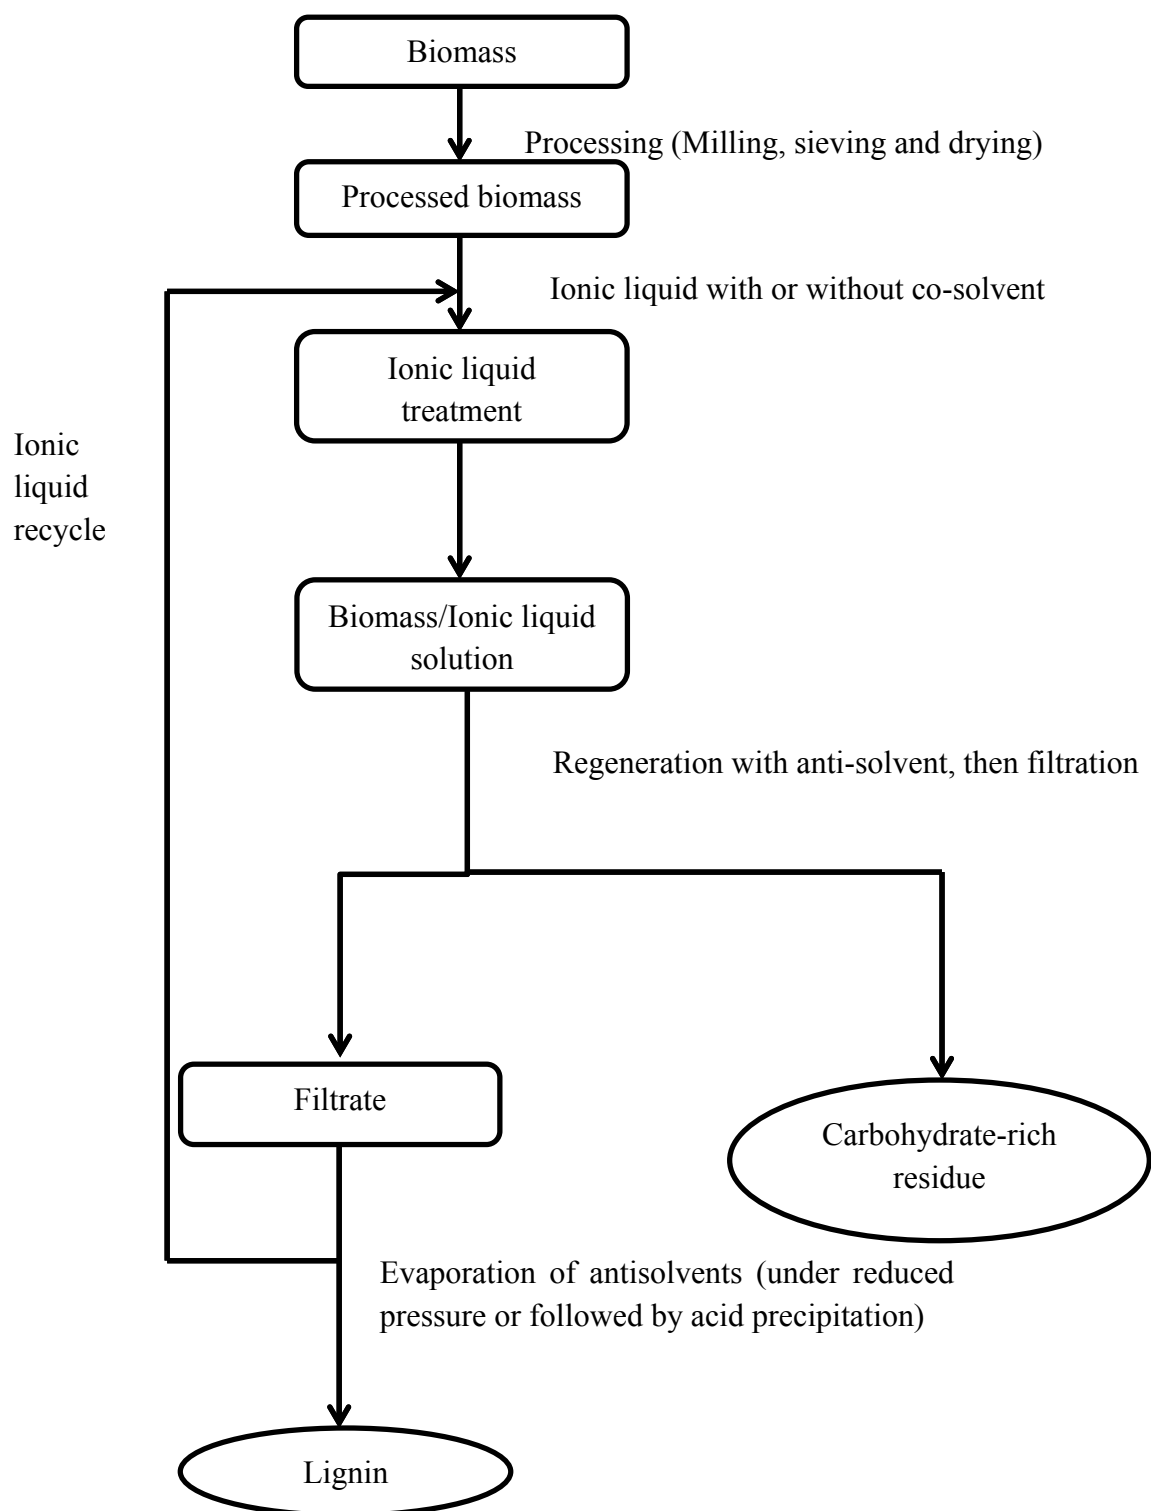 Biomass
Processing (Milling, sieving and drying)
Processed biomass
Ionic liquid with or without co-solvent
Ionic liquid
treatment
Ionic
liquid
recycle
Biomass/Ionic liquid
solution
Regeneration with anti-solvent, then filtration
Filtrate
Carbohydrate-rich
residue
Evaporation of antisolvents (under reduced
pressure or followed by acid precipitation)
Lignin